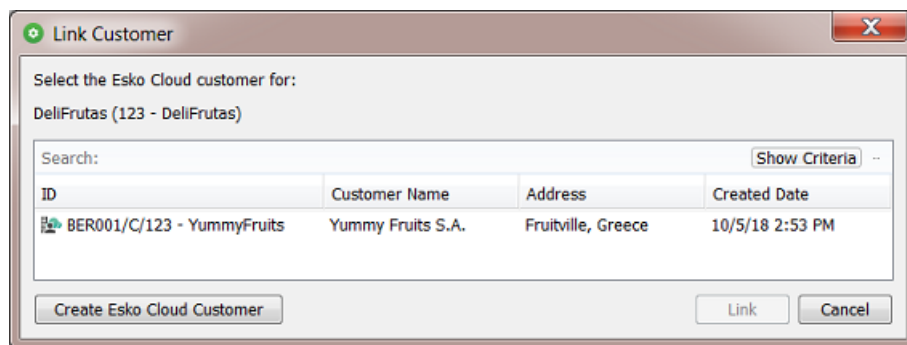 Link Customer
Select the Esko Cloud customer for:
DeliFrutas (123 - DeliFrutas)
Search: Show Criteria
ID Customer Name Address Created Date
BER001/C/123 - YummyFruits Yummy Fruits S.A. Fruitville, Greece 10/5/18 2:53 PM
Create Esko Cloud Customer Link Cancel